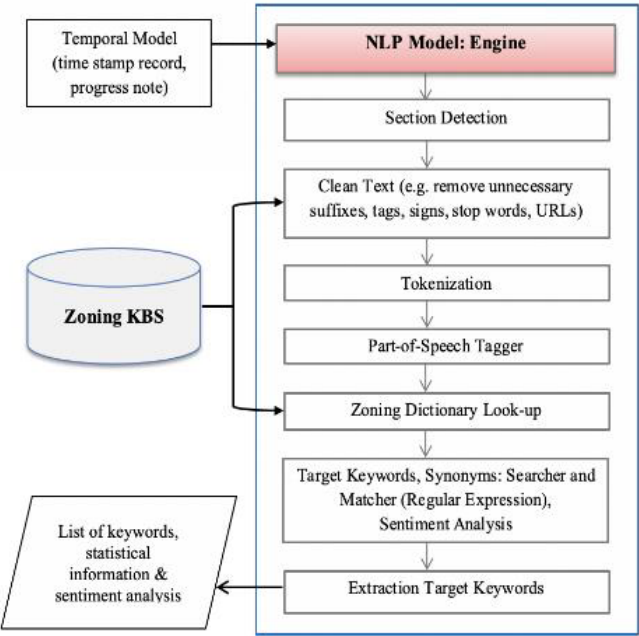 Temporal Model
(time stamp record,
progress note)
NLP Model: Engine
Section Detection
Clean Text (e.g. remove unnecessary
suffixes, tags, signs, stop words, URLs)
Tokenization
Zoning KBS
Part-of-Speech Tagger
Zoning Dictionary Look-up
Target Keywords, Synonyms: Searcher and
Matcher (Regular Expression),
Sentiment Analysis
List of keywords,
statistical
information &
sentiment analysis
Extraction Target Keywords